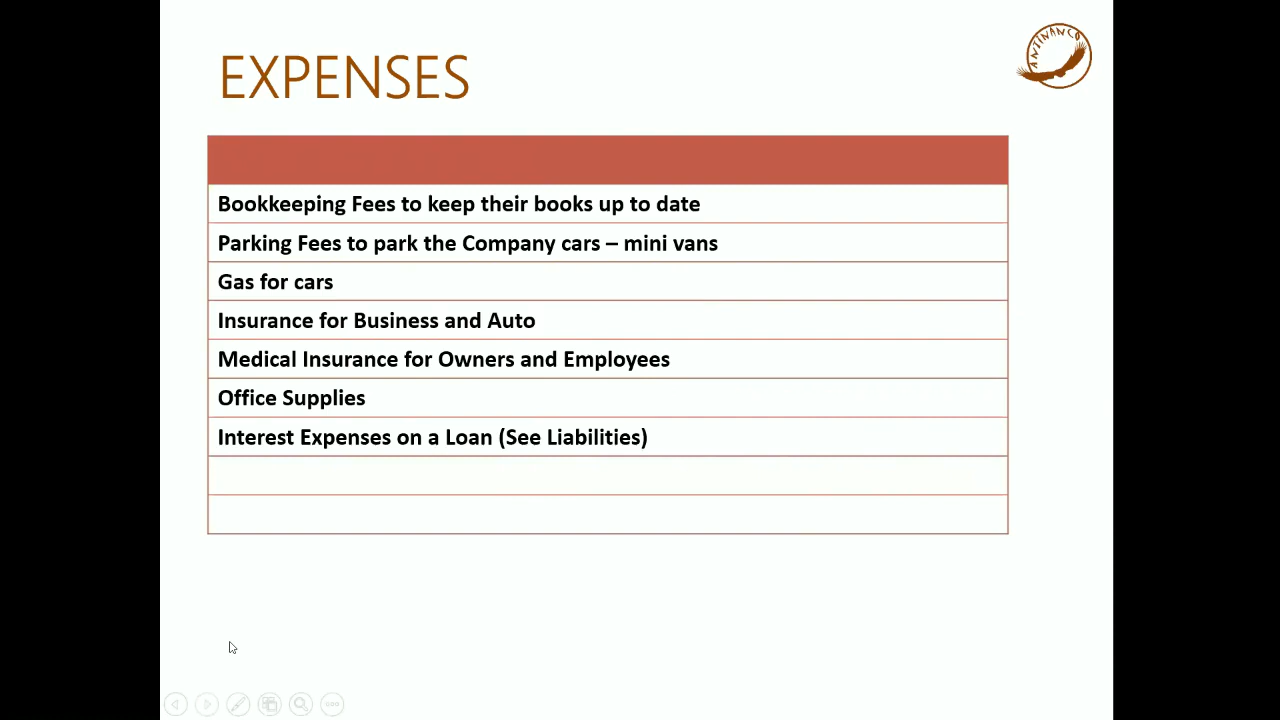 EXPENSES
ANTINANCO
Bookkeeping Fees to keep their books up to date
Parking Fees to park the Company cars – mini vans
Gas for cars
Insurance for Business and Auto
Medical Insurance for Owners and Employees
Office Supplies
Interest Expenses on a Loan (See Liabilities)